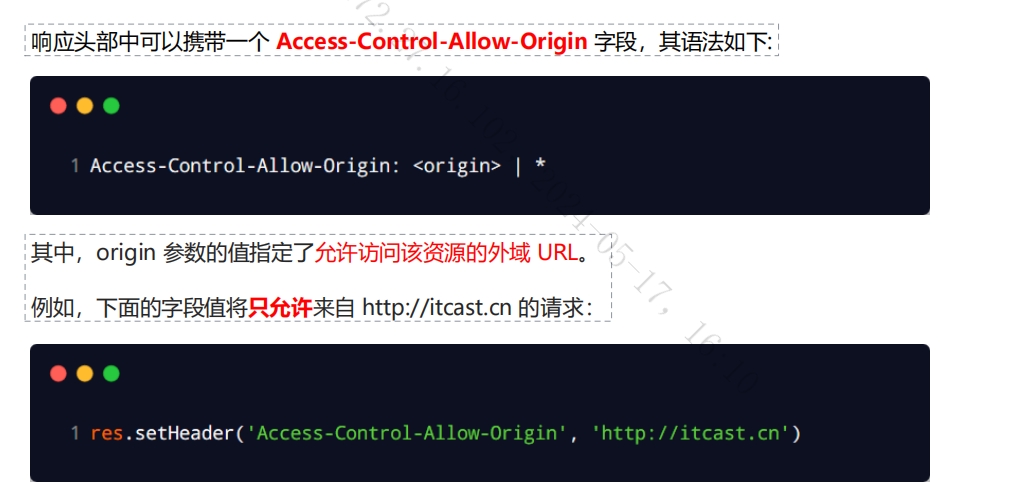 响应头部中可以携带一个 Access-Control-Allow-Origin 字段，其语法如下:
1 Access-Control-Allow-Origin: <origin> | *
其中，origin 参数的值指定了允许访问该资源的外域 URL。
例如，下面的字段值将只允许来自 http://itcast.cn 的请求：
1 res.setHeader('Access-Control-Allow-Origin', 'http://itcast.cn')